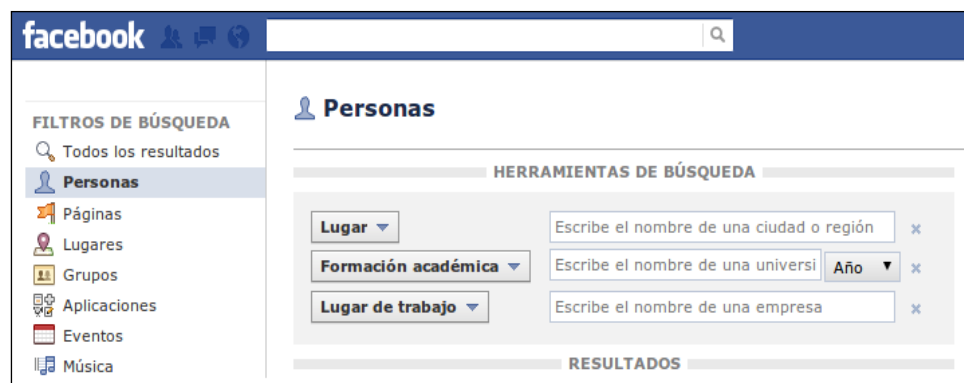 facebook
FILTROS DE BÚSQUEDA
Todos los resultados
Personas
Páginas
Lugares
Grupos
Aplicaciones
Eventos
Música
Personas
HERRAMIENTAS DE BÚSQUEDA
Lugar Escribe el nombre de una ciudad o región
Formación académica Escribe el nombre de una universi Año
Lugar de trabajo Escribe el nombre de una empresa
RESULTADOS